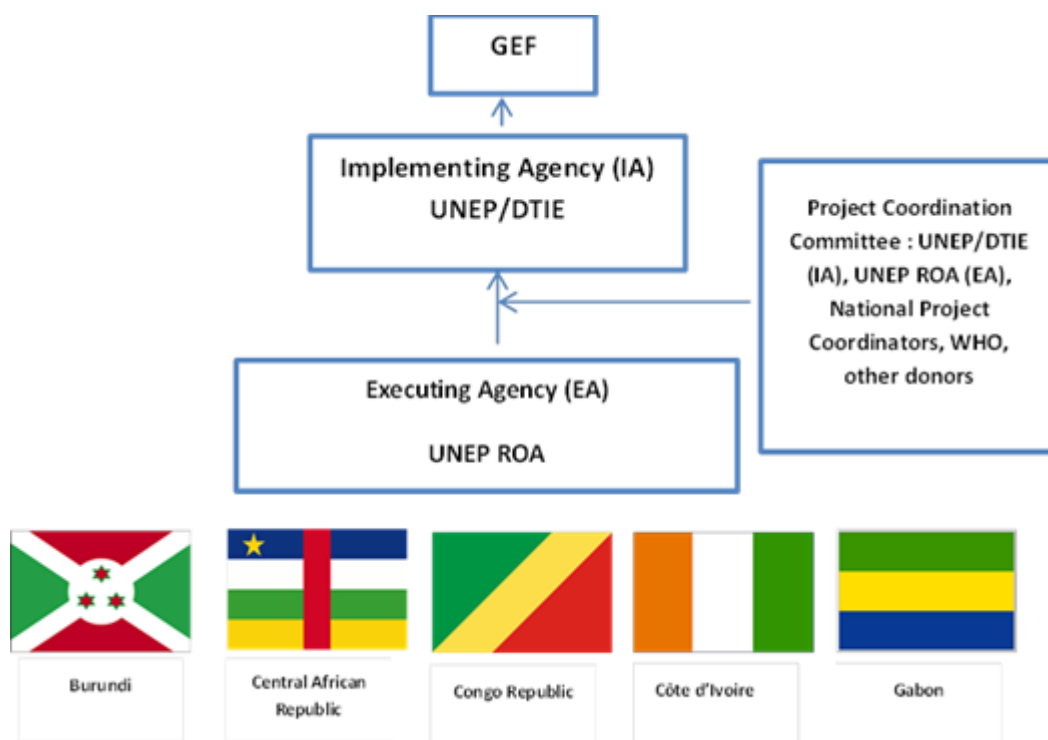 GEF
Implementing Agency (IA)
UNEP/DTIE
Project Coordination
Committee : UNEP/DTIE
(IA), UNEP ROA (EA),
National Project
Coordinators, WHO,
other donors
Executing Agency (EA)
UNEP ROA
Burundi
Central African
Republic
Congo Republic
Côte d'Ivoire
Gabon